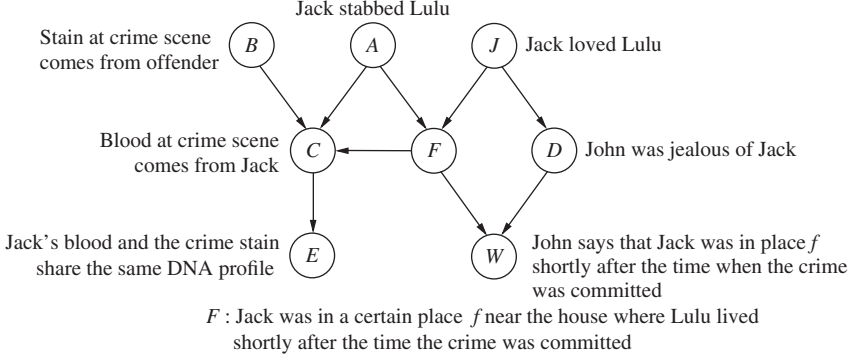 Jack stabbed Lulu
Stain at crime scene
comes from offender
B
A
J
Jack loved Lulu
Blood at crime scene
comes from Jack
C
F
D
John was jealous of Jack
Jack's blood and the crime stain
share the same DNA profile
E
W
John says that Jack was in place f
shortly after the time when the crime
was committed
F : Jack was in a certain place f near the house where Lulu lived
shortly after the time the crime was committed